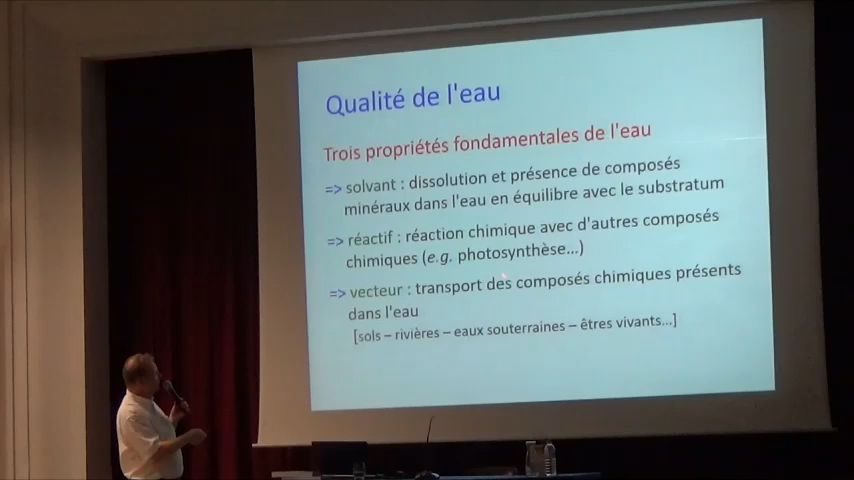 Qualité de l'eau
Trois propriétés fondamentales de l'eau
=> solvant : dissolution et présence de composés
minéraux dans l'eau en équilibre avec le substratum
=> réactif : réaction chimique avec d'autres composés
chimiques (e.g. photosynthèse...)
=> vecteur : transport des composés chimiques présents
dans l'eau
[sols – rivières – eaux souterraines – êtres vivants...]